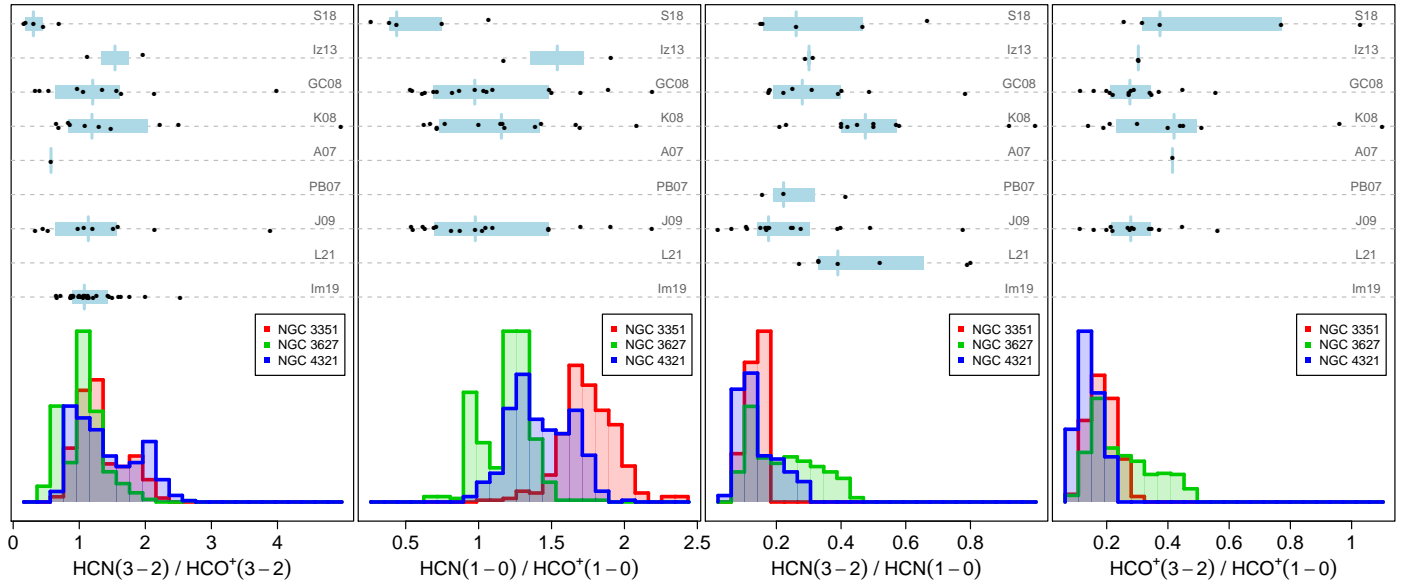 S18
Iz13
GC08
K08
A07
PB07
J09
L21
Im19
NGC 3351
NGC 3627
NGC 4321
0 1 2 3 4
HCN(3−2) / HCO⁺(3−2)
S18
Iz13
GC08
K08
A07
PB07
J09
L21
Im19
NGC 3351
NGC 3627
NGC 4321
0.5 1 1.5 2 2.5
HCN(1−0) / HCO⁺(1−0)
S18
Iz13
GC08
K08
A07
PB07
J09
L21
Im19
NGC 3351
NGC 3627
NGC 4321
0.2 0.4 0.6 0.8
HCN(3−2) / HCN(1−0)
S18
Iz13
GC08
K08
A07
PB07
J09
L21
Im19
NGC 3351
NGC 3627
NGC 4321
0.2 0.4 0.6 0.8 1
HCO⁺(3−2) / HCO⁺(1−0)